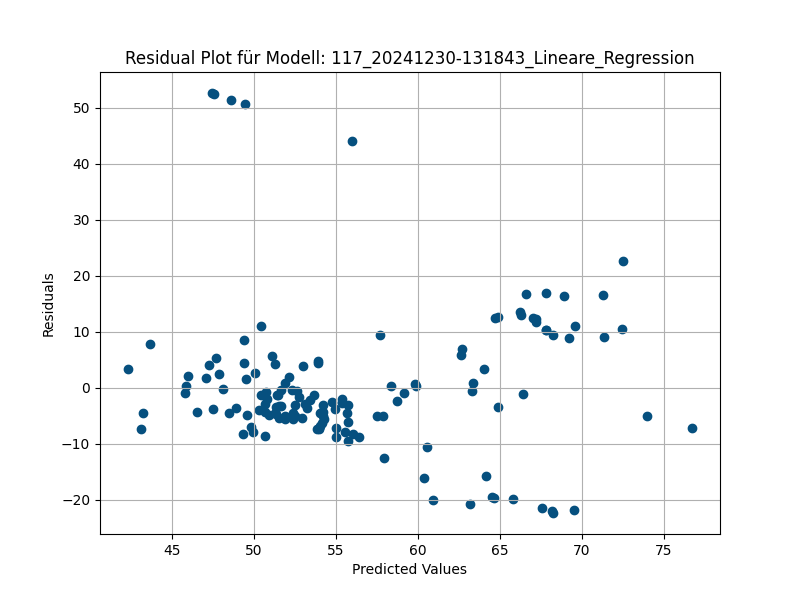 Residual Plot für Modell: 117_20241230-131843_Lineare_Regression
Residuals
50
40
30
20
10
0
−10
−20
45 50 55 60 65 70 75
Predicted Values